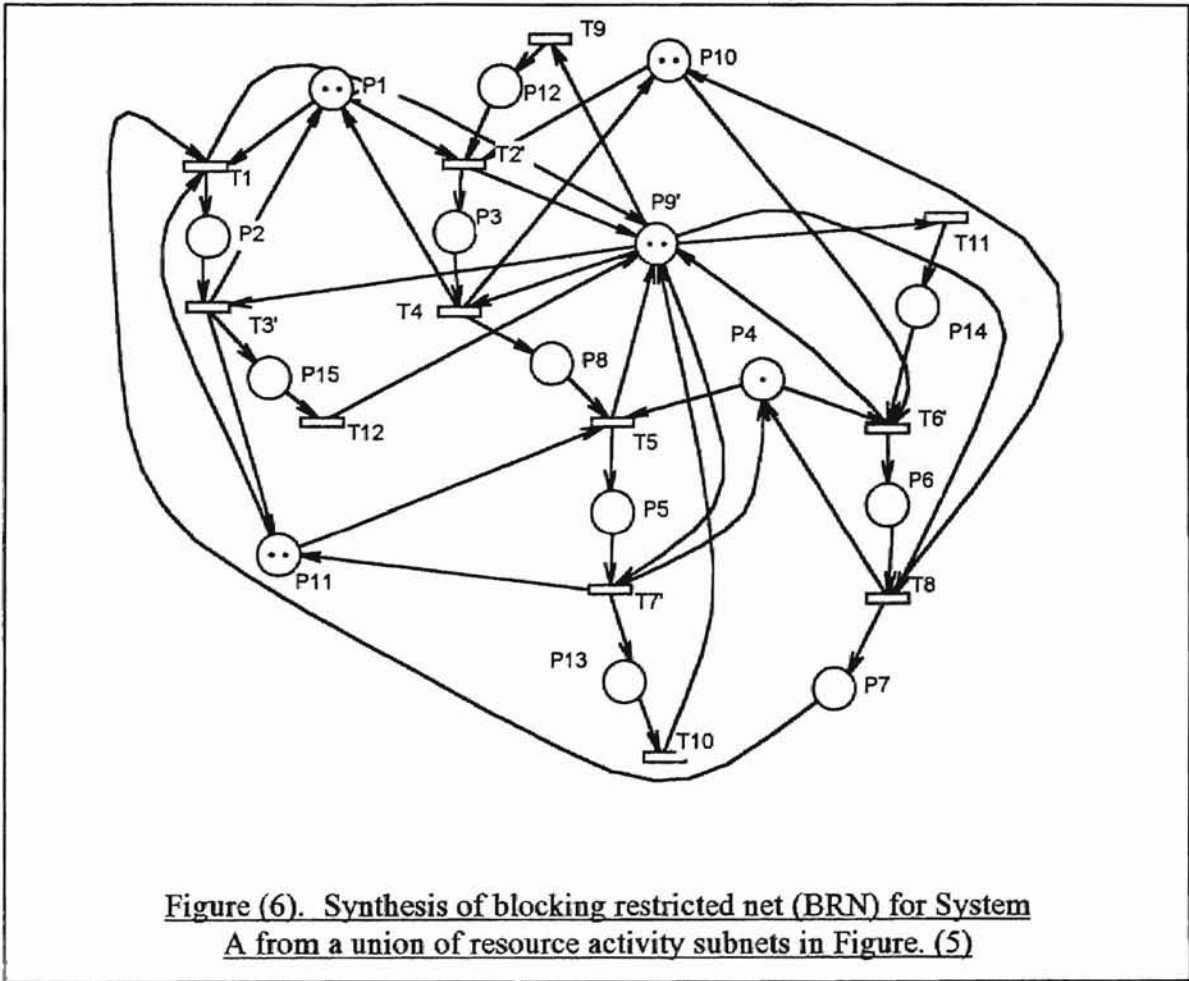 T9
P10
P1
P12
T2'
T1
P9'
P3
P2
T11
T3'
T4
P14
P8
P4
P15
T12
T5
T6'
P6
P5
P11
T7'
T8
P13
P7
T10
Figure (6). Synthesis of blocking restricted net (BRN) for System
A from a union of resource activity subnets in Figure. (5)